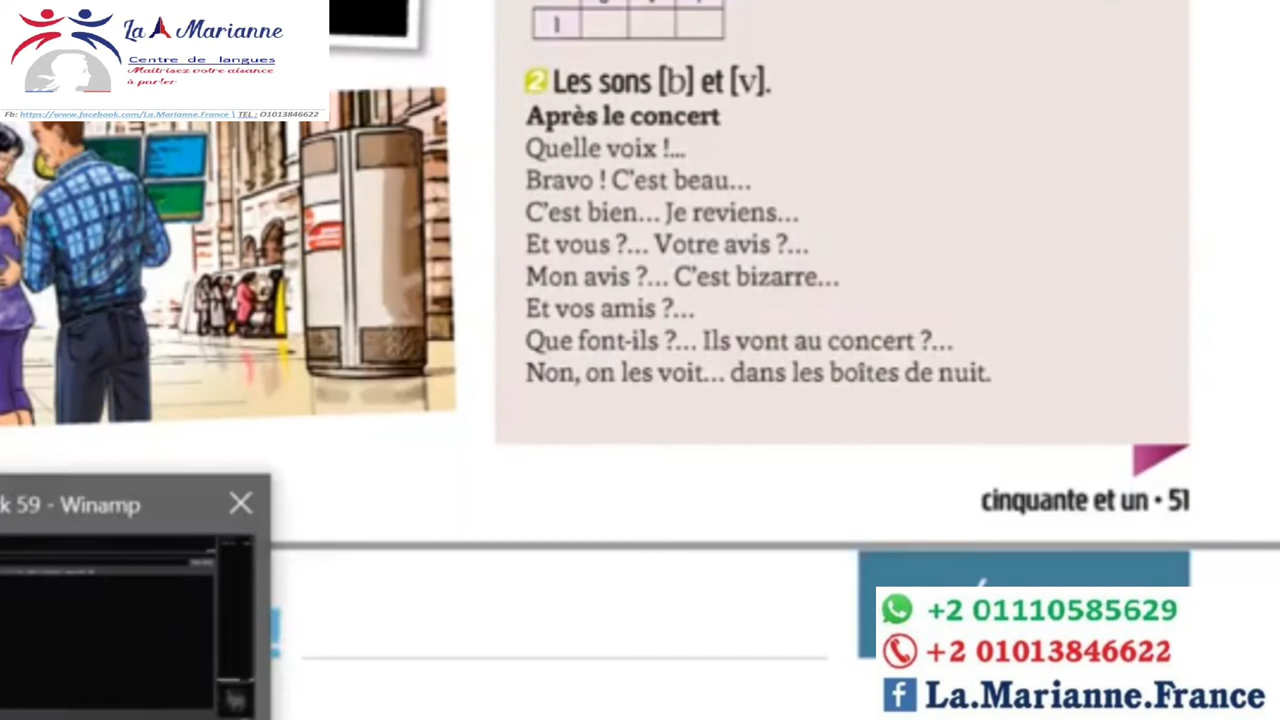 La Marianne
Centre de langues
Maîtrisez votre aisance
à parler
Fb: https://www.facebook.com/La.Marianne.France \ TEL : 01013846622
1
2 Les sons [b] et [v].
Après le concert
Quelle voix !...
Bravo ! C'est beau...
C'est bien... Je reviens...
Et vous ?... Votre avis ?...
Mon avis ?... C'est bizarre...
Et vos amis ?...
Que font-ils ?... Ils vont au concert ?...
Non, on les voit... dans les boîtes de nuit.
cinquante et un • 51
k 59 - Winamp
+2 01110585629
+2 01013846622
La.Marianne.France